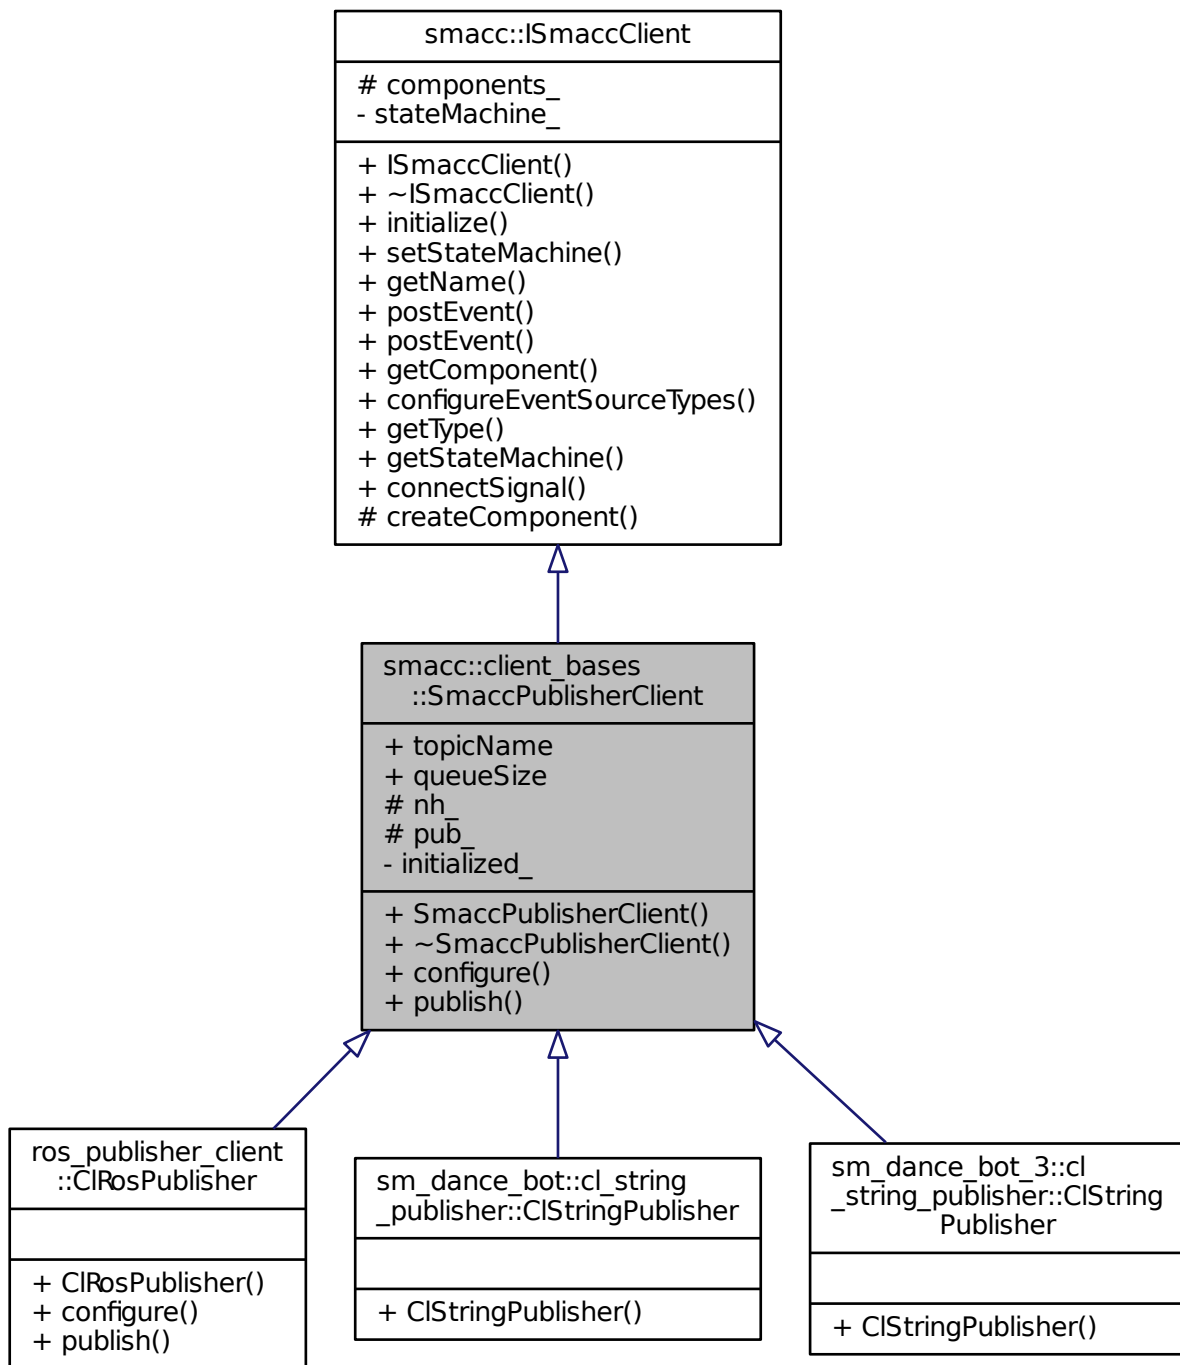 smacc::ISmaccClient
# components_
- stateMachine_
+ ISmaccClient()
+ ~ISmaccClient()
+ initialize()
+ setStateMachine()
+ getName()
+ postEvent()
+ postEvent()
+ getComponent()
+ configureEventSourceTypes()
+ getType()
+ getStateMachine()
+ connectSignal()
# createComponent()
smacc::client_bases
::SmaccPublisherClient
+ topicName
+ queueSize
# nh_
# pub_
- initialized_
+ SmaccPublisherClient()
+ ~SmaccPublisherClient()
+ configure()
+ publish()
ros_publisher_client
::ClRosPublisher
+ ClRosPublisher()
+ configure()
+ publish()
sm_dance_bot::cl_string
_publisher::ClStringPublisher
+ ClStringPublisher()
sm_dance_bot_3::cl
_string_publisher::ClString
Publisher
+ ClStringPublisher()